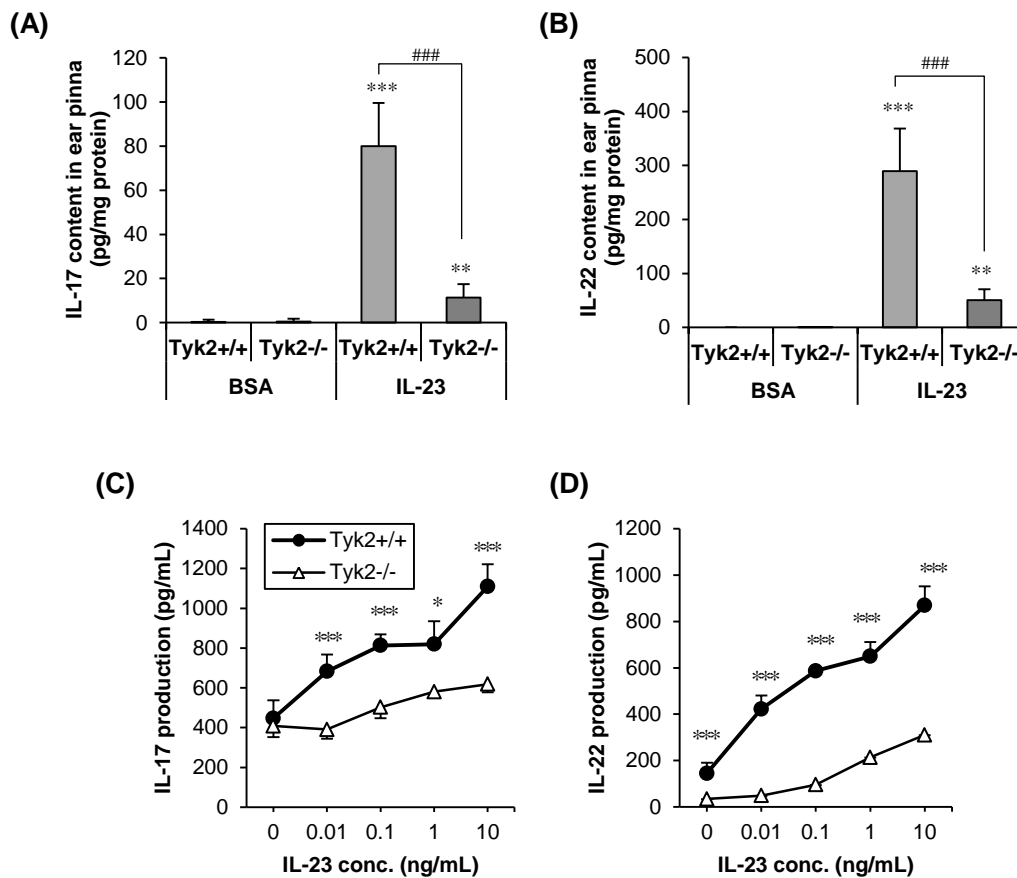 (A)
IL-17 content in ear pinna
(pg/mg protein)
120
100
80
60
40
20
0
###
***
**
Tyk2+/+ Tyk2-/- Tyk2+/+ Tyk2-/-
BSA IL-23
(B)
IL-22 content in ear pinna
(pg/mg protein)
500
400
300
200
100
0
###
***
**
Tyk2+/+ Tyk2-/- Tyk2+/+ Tyk2-/-
BSA IL-23
(C)
IL-17 production (pg/mL)
1400
1200
1000
800
600
400
200
0
Tyk2+/+
Tyk2-/-
*** *** * ***
0 0.01 0.1 1 10
IL-23 conc. (ng/mL)
(D)
IL-22 production (pg/mL)
1200
1000
800
600
400
200
0
*** *** *** *** ***
0 0.01 0.1 1 10
IL-23 conc. (ng/mL)